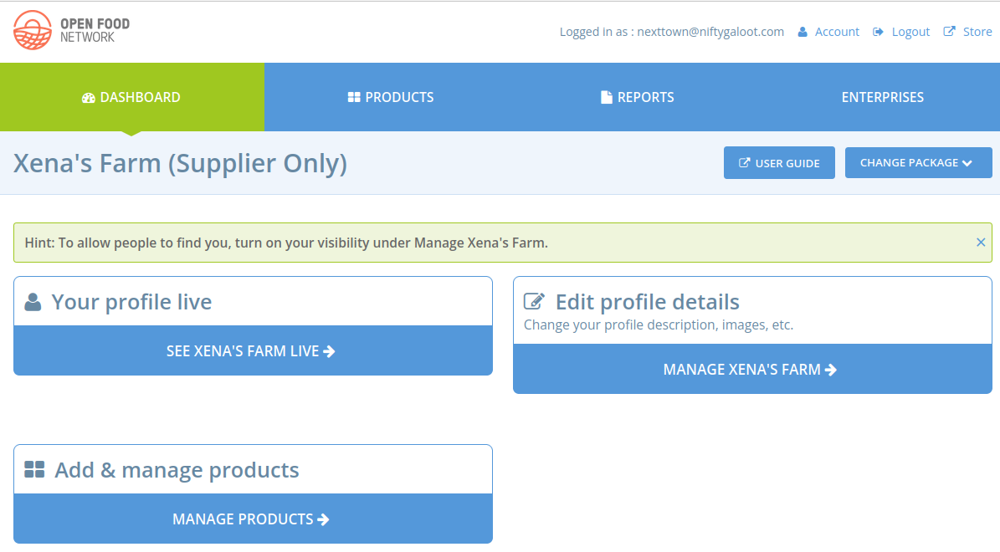 OPEN FOOD
NETWORK
Logged in as : nexttown@niftygaloot.com Account Logout Store
DASHBOARD PRODUCTS REPORTS ENTERPRISES
Xena's Farm (Supplier Only) USER GUIDE CHANGE PACKAGE
Hint: To allow people to find you, turn on your visibility under Manage Xena's Farm.
Your profile live
SEE XENA'S FARM LIVE
Edit profile details
Change your profile description, images, etc.
MANAGE XENA'S FARM
Add & manage products
MANAGE PRODUCTS